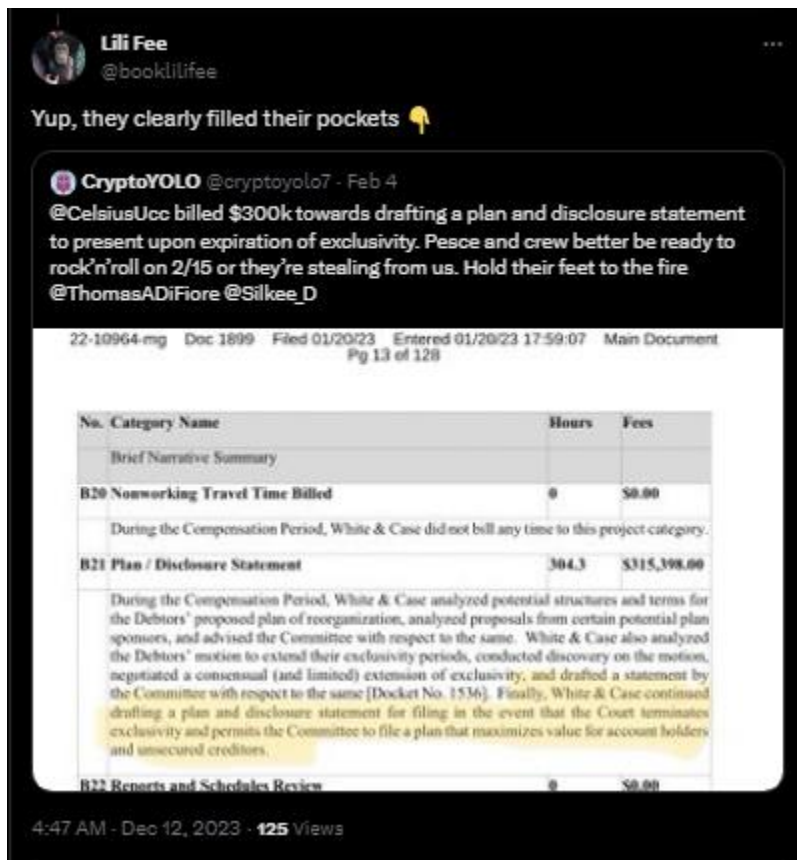 Lili Fee
@booklilifee
Yup, they clearly filled their pockets 👇
CryptoYOLO @cryptoyolo7 · Feb 4
@CelsiusUcc billed $300k towards drafting a plan and disclosure statement
to present upon expiration of exclusivity. Pesce and crew better be ready to
rock'n'roll on 2/15 or they're stealing from us. Hold their feet to the fire
@ThomasADiFiore @Silkee_D
22-10964-mg Doc 1899 Filed 01/20/23 Entered 01/20/23 17:59:07 Main Document
Pg 13 of 128
No. Category Name Hours Fees
Brief Narrative Summary
B20 Nonworking Travel Time Billed 0 $0.00
During the Compensation Period, White & Case did not bill any time to this project category.
B21 Plan / Disclosure Statement 304.3 $315,398.00
During the Compensation Period, White & Case analyzed potential structures and terms for
the Debtors' proposed plan of reorganization, analyzed proposals from certain potential plan
sponsors, and advised the Committee with respect to the same. White & Case also analyzed
the Debtors' motion to extend their exclusivity periods, conducted discovery on the motion,
negotiated a consensual (and limited) extension of exclusivity, and drafted a statement by
the Committee with respect to the same [Docket No. 1536]. Finally, White & Case continued
drafting a plan and disclosure statement for filing in the event that the Court terminates
exclusivity and permits the Committee to file a plan that maximizes value for account holders
and unsecured creditors.
B22 Reports and Schedules Review 0 $0.00
4:47 AM · Dec 12, 2023 · 125 Views